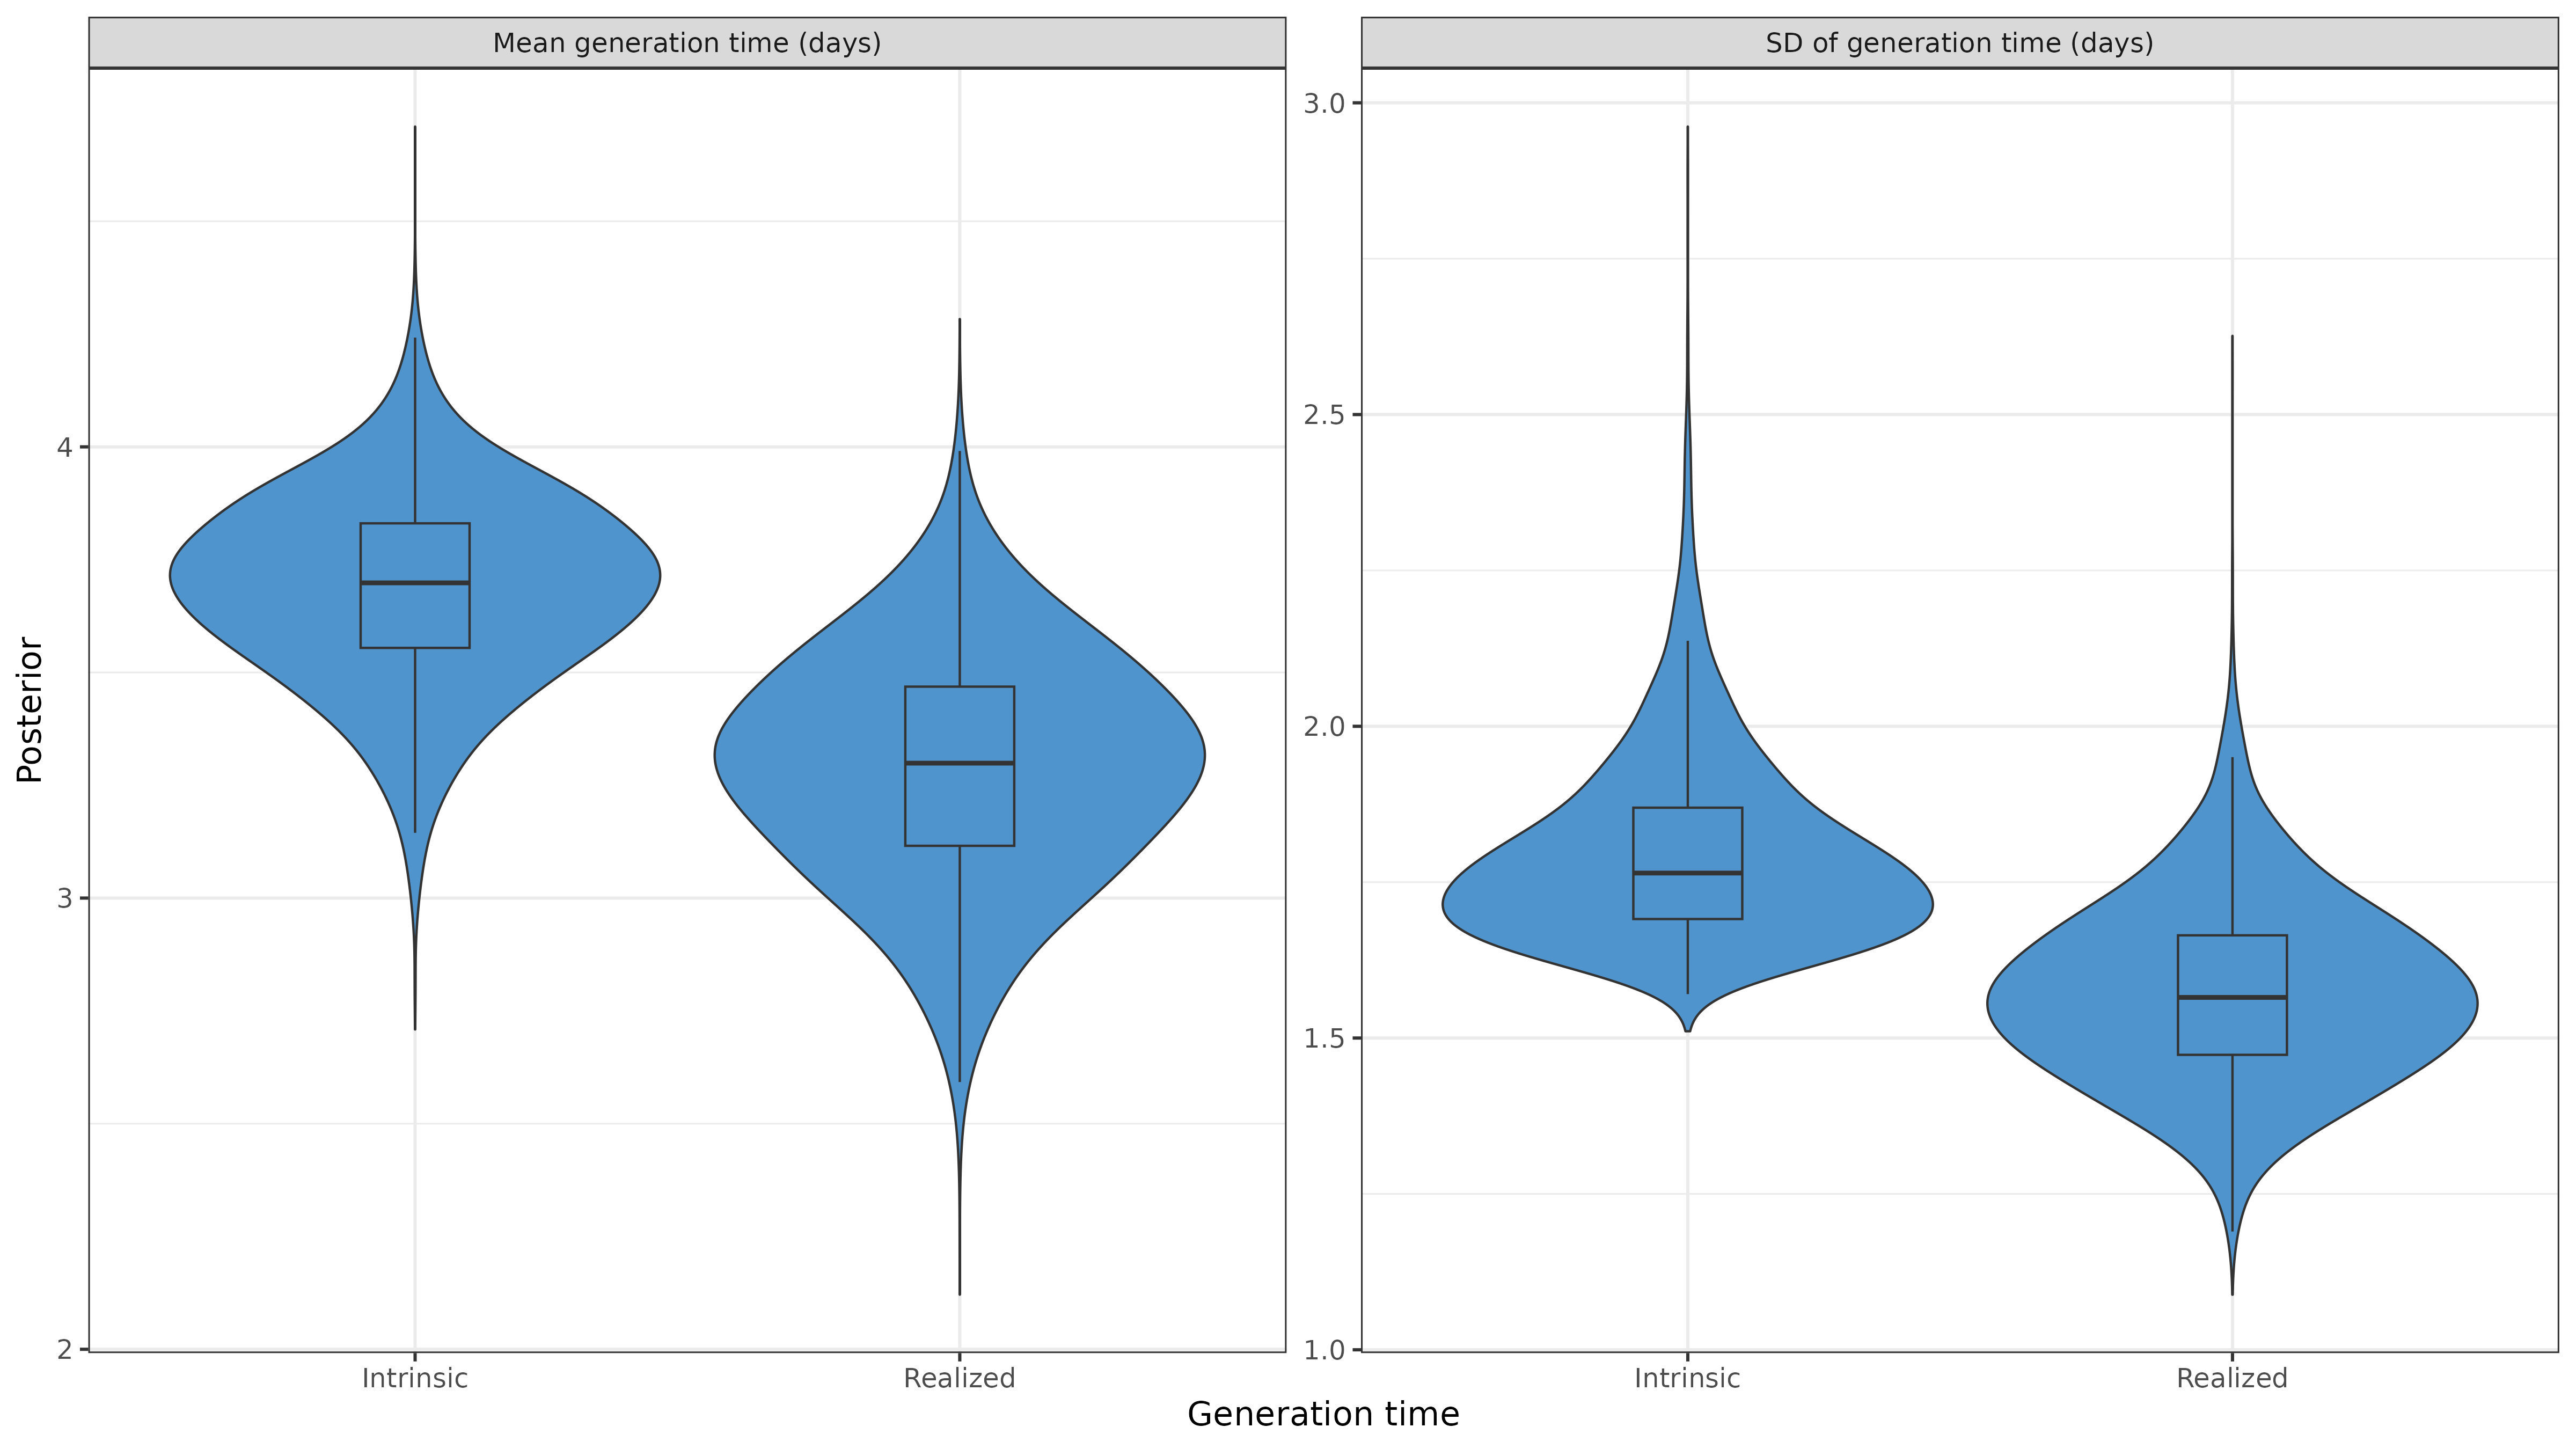 Mean generation time (days)
SD of generation time (days)
Posterior
4
3
2
3.0
2.5
2.0
1.5
1.0
Intrinsic
Realized
Intrinsic
Realized
Generation time